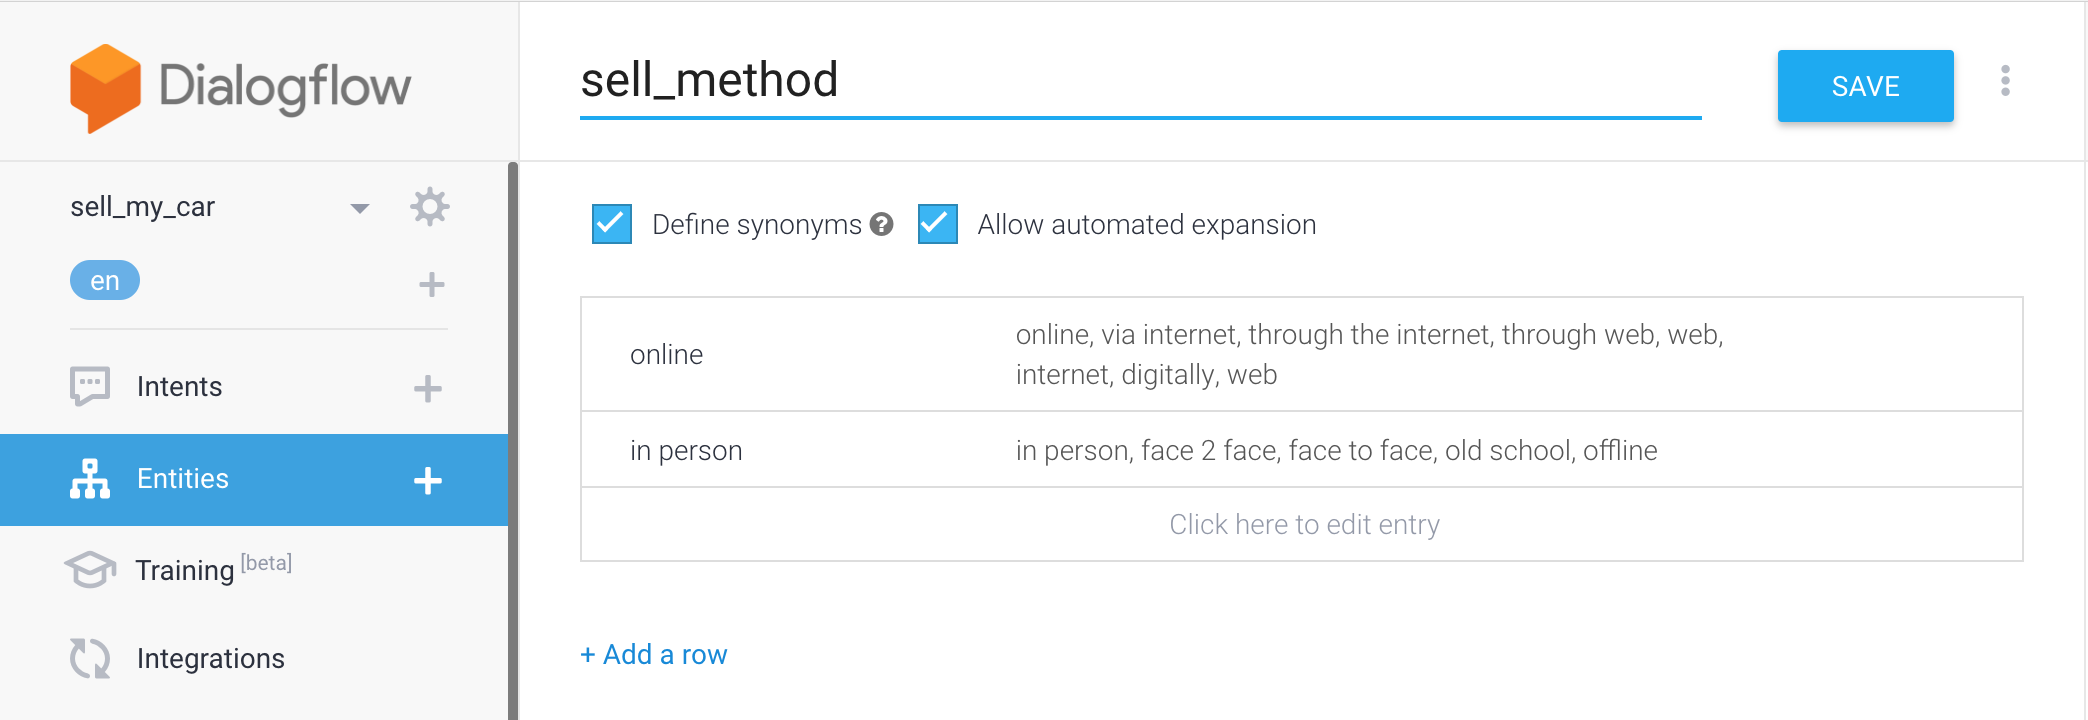 Dialogflow
sell_method
SAVE
sell_my_car
en
Define synonyms ?
Allow automated expansion
online
online, via internet, through the internet, through web, web,
internet, digitally, web
Intents
in person
in person, face 2 face, face to face, old school, offline
Entities
Click here to edit entry
Training [beta]
Integrations
+ Add a row